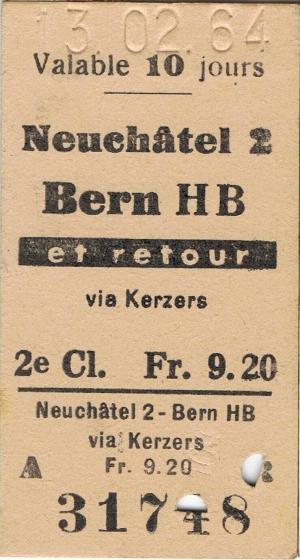 13.02.64
Valable 10 jours
Neuchâtel 2
Bern HB
et retour
via Kerzers
2e Cl. Fr. 9.20
Neuchâtel 2 - Bern HB
via Kerzers
A Fr. 9.20
31748